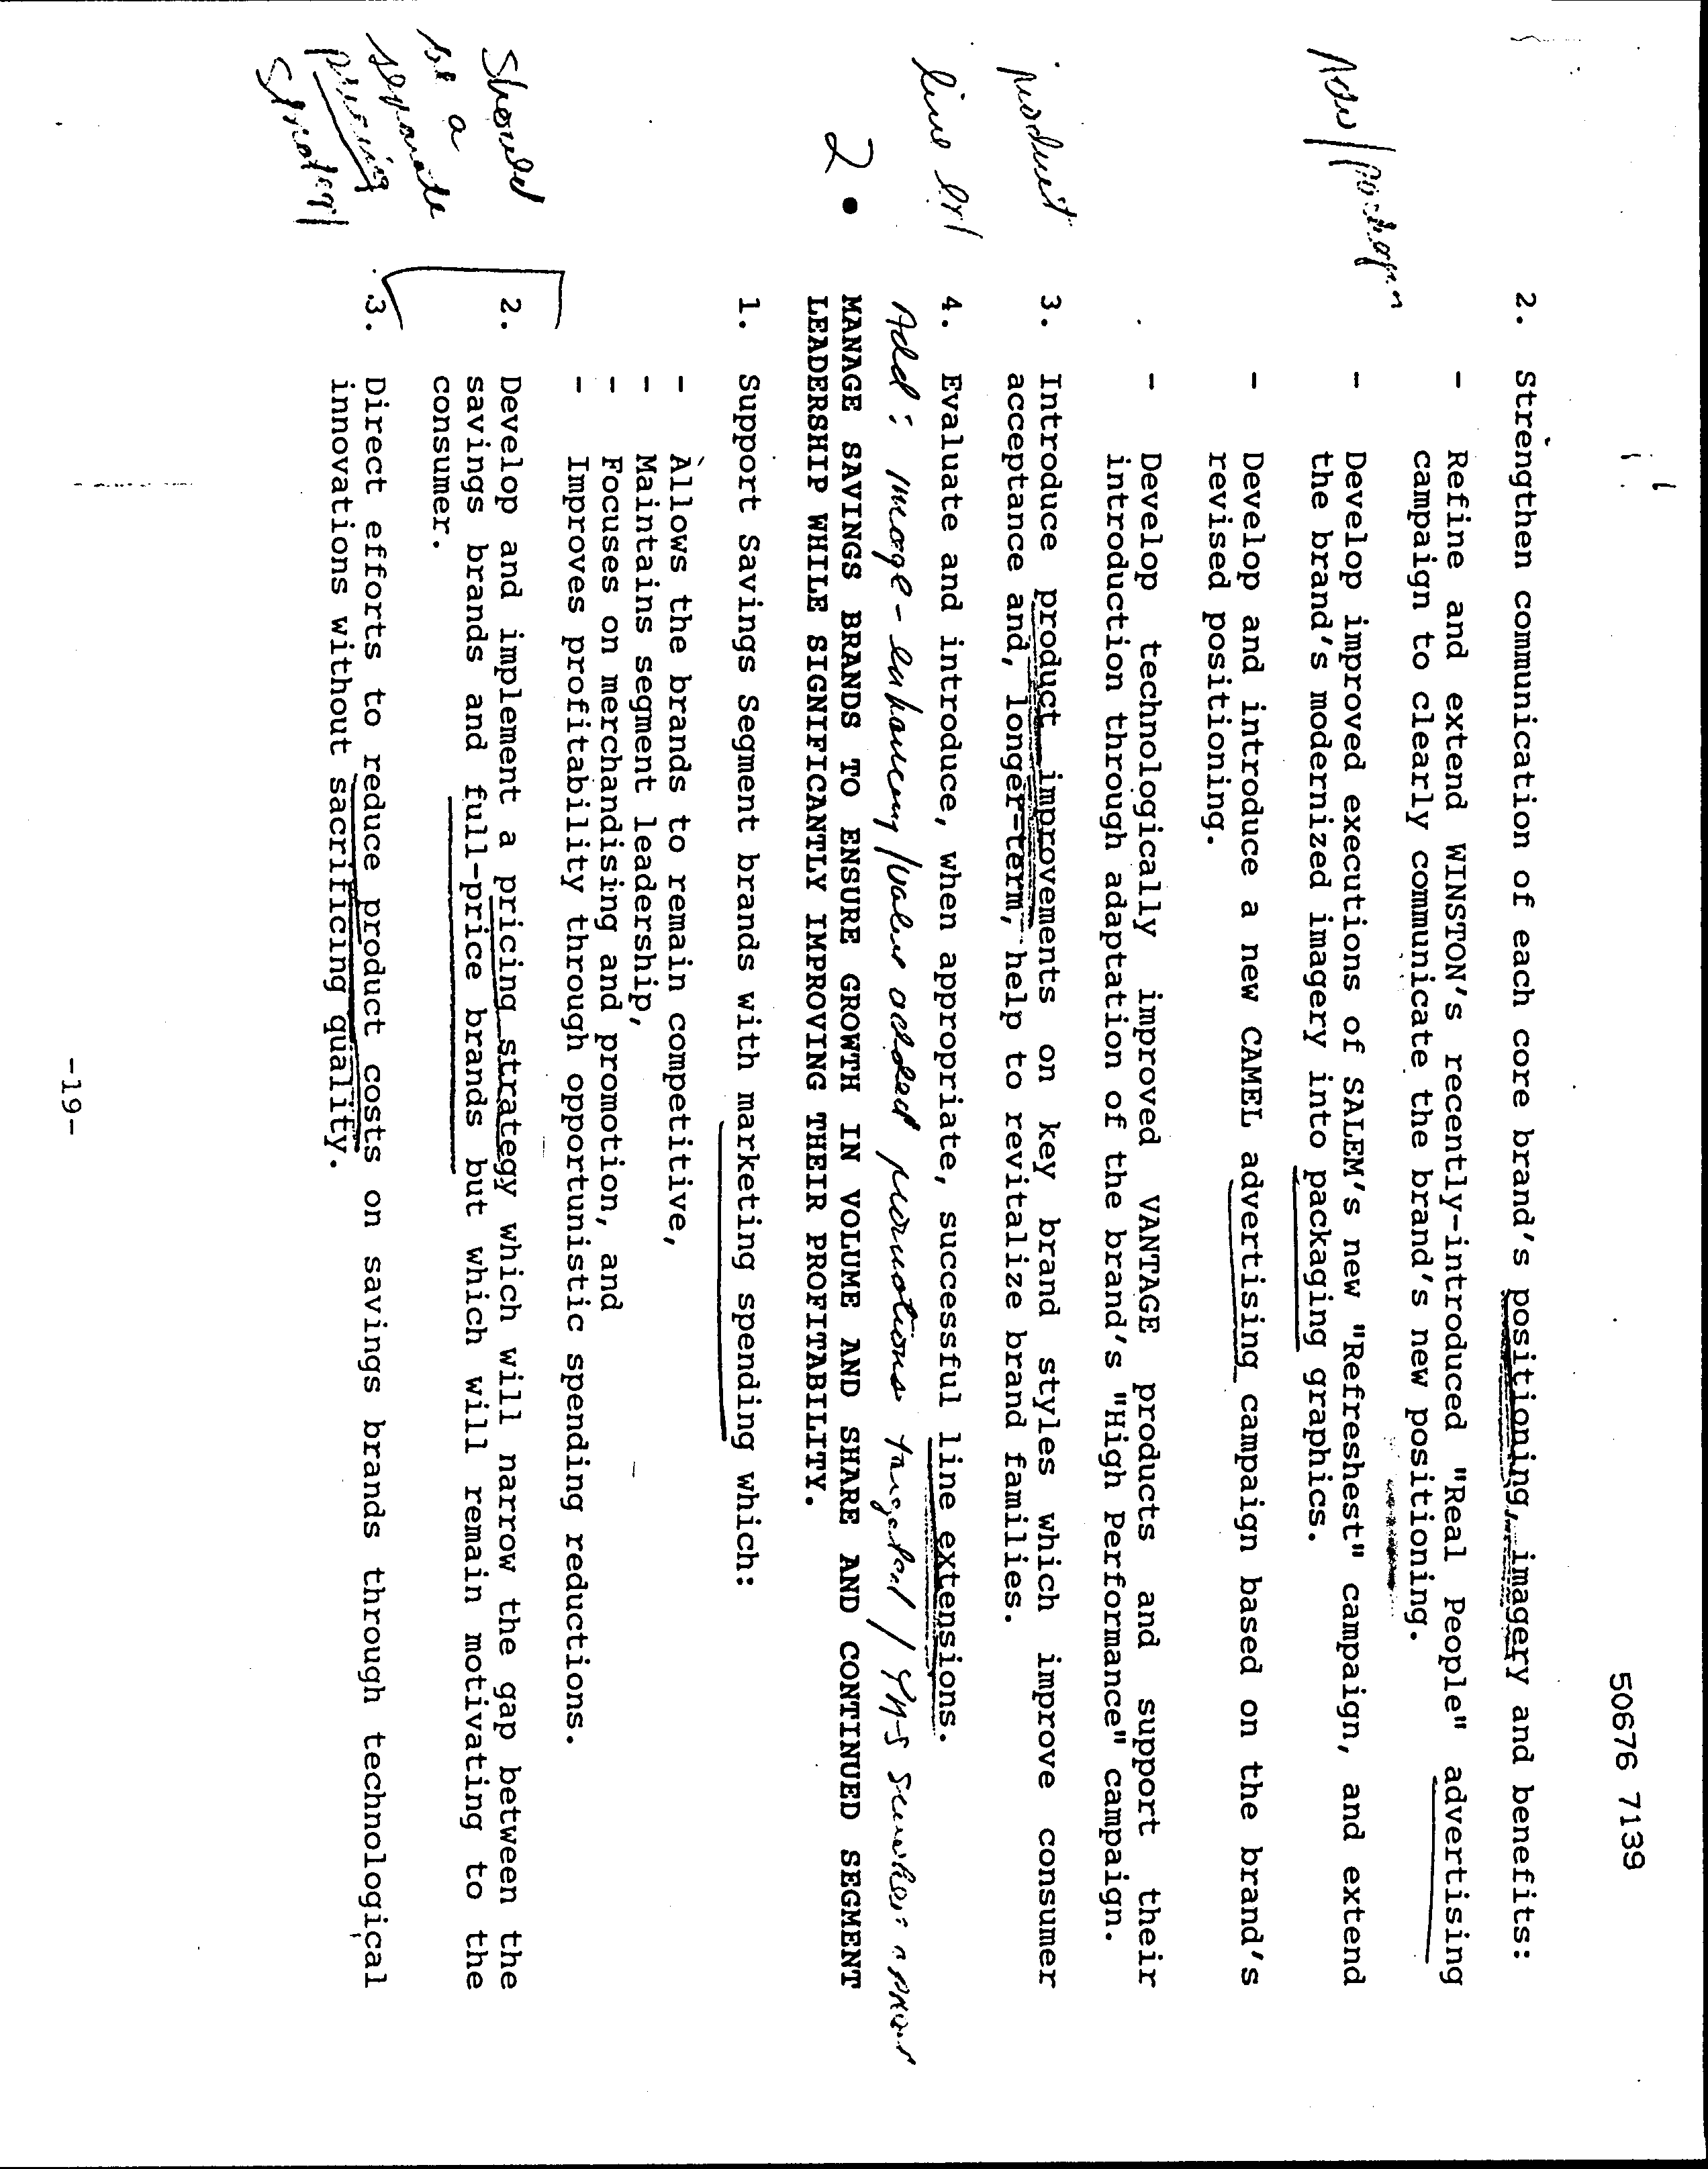 50676 7139
2. Strengthen communication of each core brand's positioning, imagery and benefits:
- Refine and extend WINSTON's recently-introduced "Real People" advertising
campaign to clearly communicate the brand's new positioning.
- Develop improved executions of SALEM's new "Refreshest" campaign, and extend
the brand's modernized imagery into packaging graphics.
- Develop and introduce a new CAMEL advertising campaign based on the brand's
revised positioning.
- Develop technologically improved VANTAGE products and support their
introduction through adaptation of the brand's "High Performance" campaign.
product
3. Introduce product improvements on key brand styles which improve consumer
acceptance and, longer-term, help to revitalize brand families.
line
4. Evaluate and introduce, when appropriate, successful line extensions.
Add: image-enhancing/value added promotions targeted / YAS
2 •
MANAGE SAVINGS BRANDS TO ENSURE GROWTH IN VOLUME AND SHARE AND CONTINUED SEGMENT
LEADERSHIP WHILE SIGNIFICANTLY IMPROVING THEIR PROFITABILITY.
1. Support Savings Segment brands with marketing spending which:
- Allows the brands to remain competitive,
- Maintains segment leadership,
- Focuses on merchandising and promotion, and
- Improves profitability through opportunistic spending reductions.
Should
be a
separate
pricing
strategy
2. Develop and implement a pricing strategy which will narrow the gap between the
savings brands and full-price brands but which will remain motivating to the
consumer.
3. Direct efforts to reduce product costs on savings brands through technological
innovations without sacrificing quality.
-19-